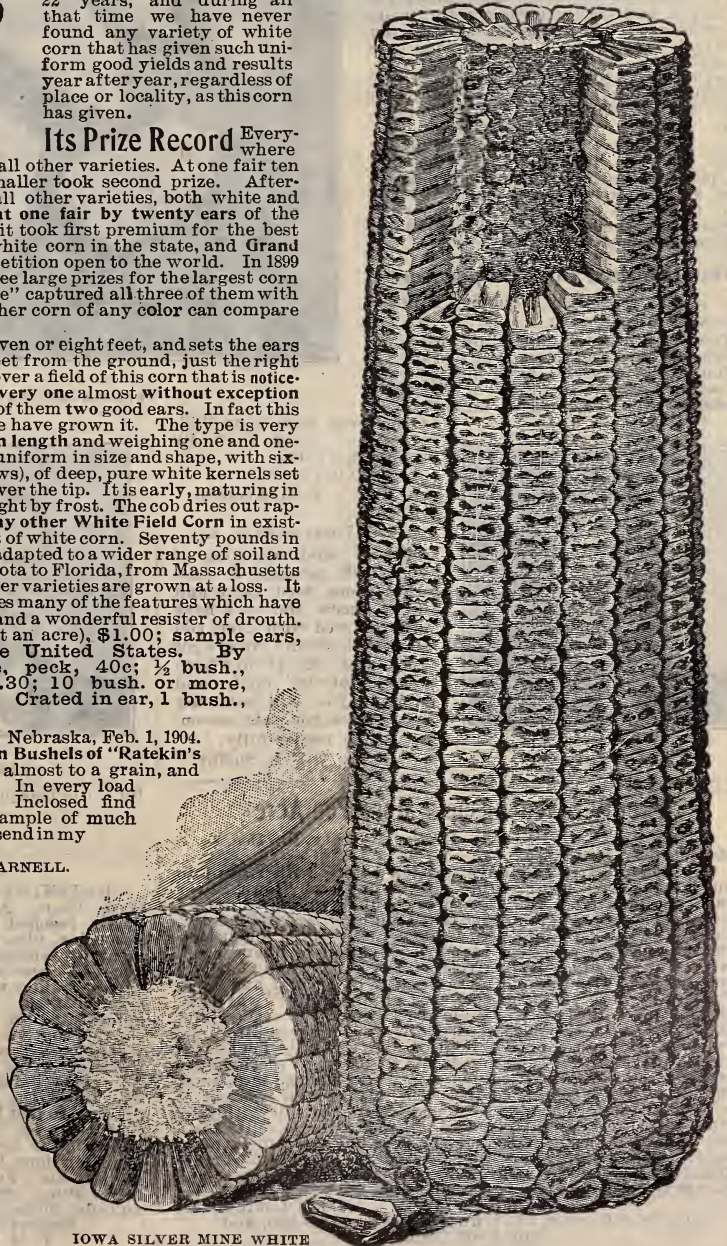 22 years, and during all
that time we have never
found any variety of white
corn that has given such uni-
form good yields and results
year after year, regardless of
place or locality, as this corn
has given.
Its Prize Record Every-
where
all other varieties. At one fair ten
maller took second prize. After-
all other varieties, both white and
at one fair by twenty ears of the
it took first premium for the best
white corn in the state, and Grand
etition open to the world. In 1899
ee large prizes for the largest corn
e" captured all three of them with
her corn of any color can compare
ven or eight feet, and sets the ears
et from the ground, just the right
ver a field of this corn that is notice-
very one almost without exception
of them two good ears. In fact this
e have grown it. The type is very
n length and weighing one and one-
uniform in size and shape, with six-
ws), of deep, pure white kernels set
ver the tip. It is early, maturing in
ght by frost. The cob dries out rap-
ny other White Field Corn in exist-
s of white corn. Seventy pounds in
adapted to a wider range of soil and
ota to Florida, from Massachusetts
er varieties are grown at a loss. It
es many of the features which have
and a wonderful resister of drouth.
t an acre), $1.00; sample ears,
e United States. By
e, peck, 40c; ½ bush.,
.30; 10 bush. or more,
Crated in ear, 1 bush.,
Nebraska, Feb. 1, 1904.
n Bushels of "Ratekin's
almost to a grain, and
In every load
Inclosed find
ample of much
send in my
ARNELL.
IOWA SILVER MINE WHITE